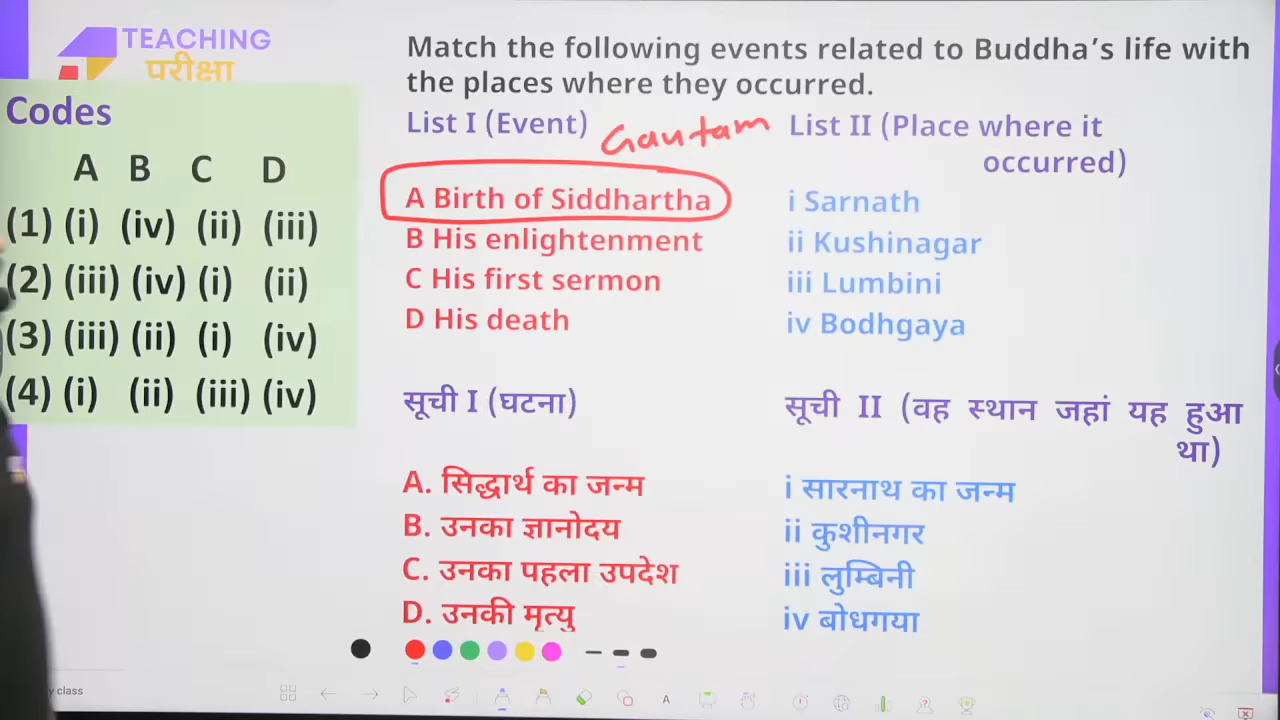 TEACHING
परीक्षा
Match the following events related to Buddha's life with
the places where they occurred.
Codes
A B C D
(1) (i) (iv) (ii) (iii)
(2) (iii) (iv) (i) (ii)
(3) (iii) (ii) (i) (iv)
(4) (i) (ii) (iii) (iv)
List I (Event)
Gautam
A Birth of Siddhartha
B His enlightenment
C His first sermon
D His death
List II (Place where it
occurred)
i Sarnath
ii Kushinagar
iii Lumbini
iv Bodhgaya
सूची I (घटना)
A. सिद्धार्थ का जन्म
B. उनका ज्ञानोदय
C. उनका पहला उपदेश
D. उनकी मृत्यु
सूची II (वह स्थान जहां यह हुआ
था)
i सारनाथ का जन्म
ii कुशीनगर
iii लुम्बिनी
iv बोधगया
class